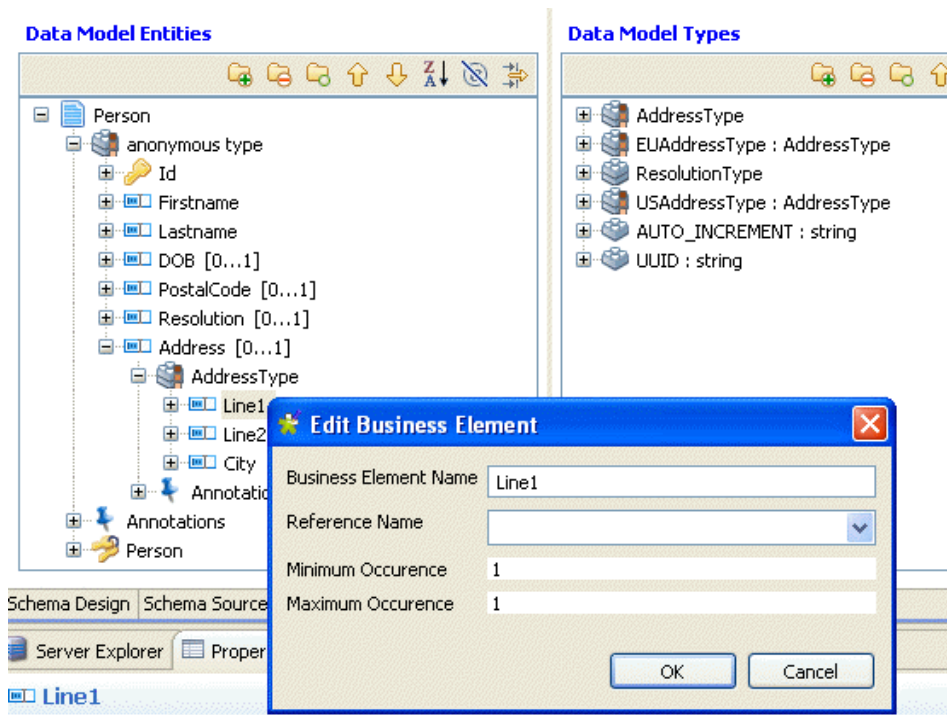 Data Model Entities
Person
anonymous type
Id
Firstname
Lastname
DOB [0...1]
PostalCode [0...1]
Resolution [0...1]
Address [0...1]
AddressType
Line1
Line2
City
Annotatio
Annotations
Person
Data Model Types
AddressType
EUAddressType : AddressType
ResolutionType
USAddressType : AddressType
AUTO_INCREMENT : string
UUID : string
Edit Business Element
Business Element Name Line1
Reference Name
Minimum Occurence 1
Maximum Occurence 1
OK Cancel
Schema Design Schema Source
Server Explorer Proper
Line1